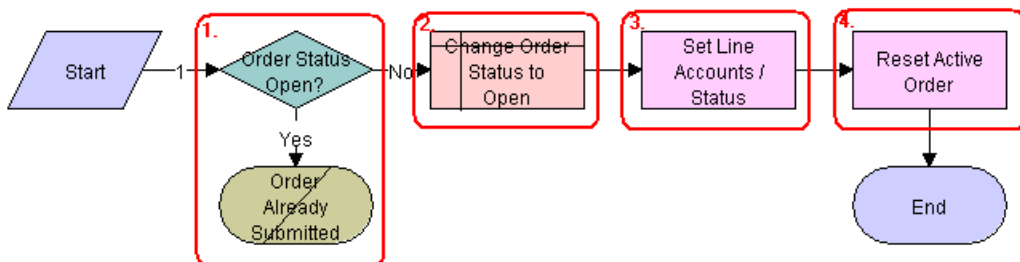 1.
2.
3.
4.
Start
1
Order Status
Open?
No
Change Order
Status to
Open
Set Line
Accounts /
Status
Reset Active
Order
Yes
Order
Already
Submitted
End